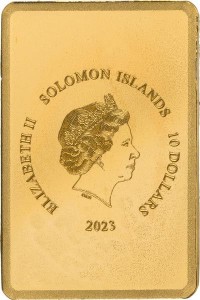 ELIZABETH II SOLOMON ISLANDS 10 DOLLARS
2023